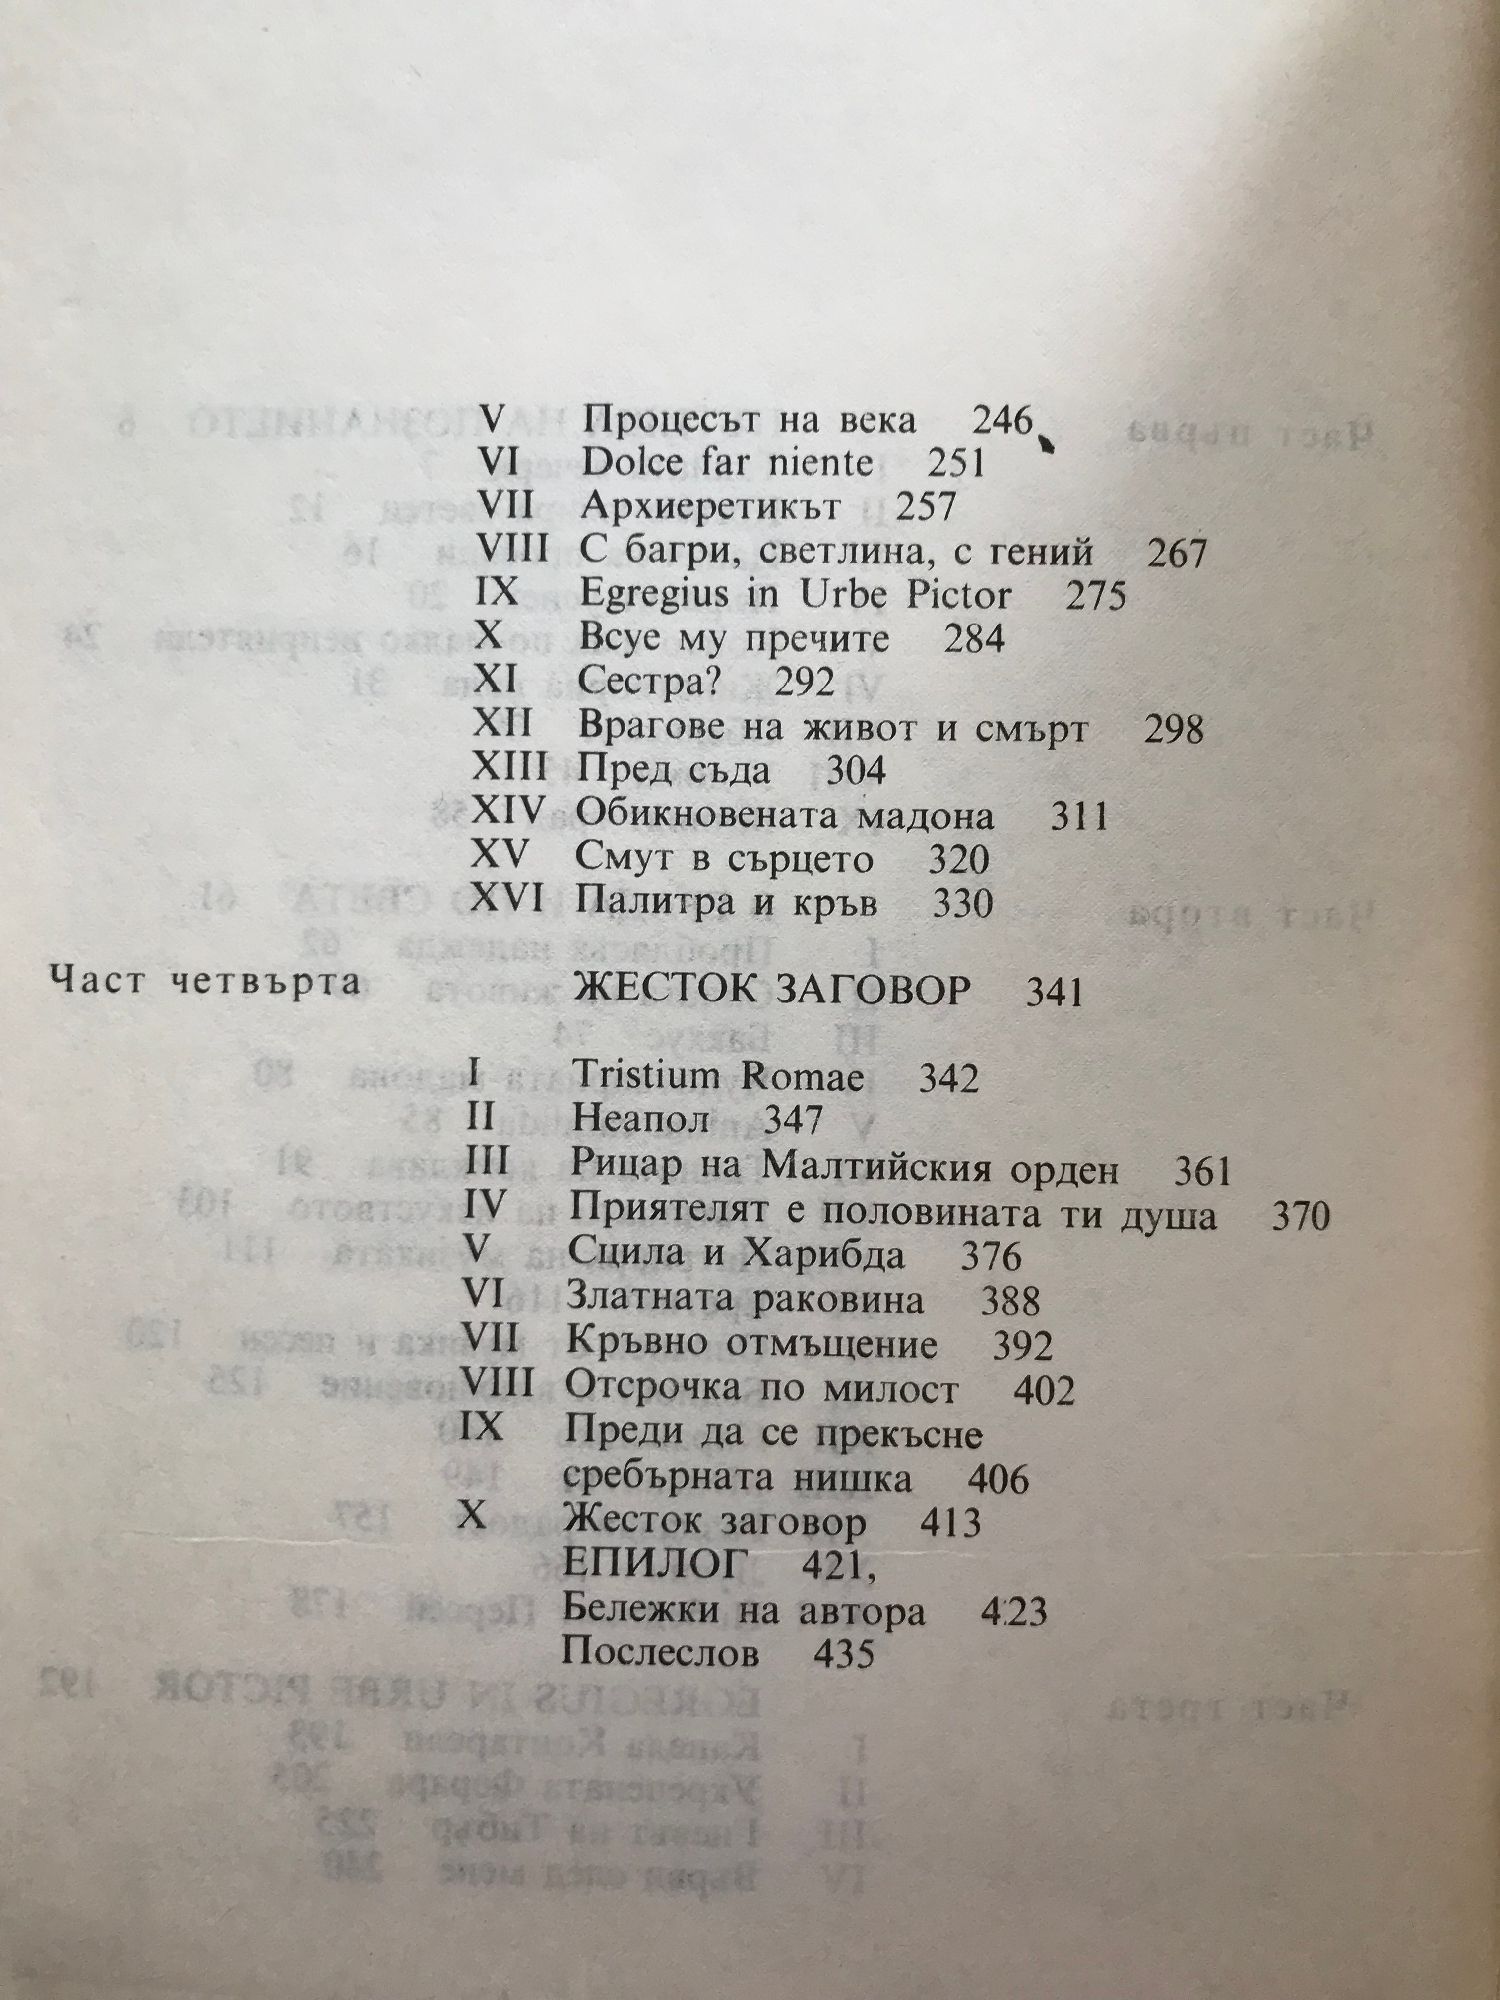 V Процесът на века 246
VI Dolce far niente 251
VII Архиеретикът 257
VIII С багри, светлина, с гений 267
IX Egregius in Urbe Pictor 275
X Всуе му пречите 284
XI Сестра? 292
XII Врагове на живот и смърт 298
XIII Пред съда 304
XIV Обикновената мадона 311
XV Смут в сърцето 320
XVI Палитра и кръв 330
Част четвърта ЖЕСТОК ЗАГОВОР 341
I Tristium Romae 342
II Неапол 347
III Рицар на Малтийския орден 361
IV Приятелят е половината ти душа 370
V Сцила и Харибда 376
VI Златната раковина 388
VII Кръвно отмъщение 392
VIII Отсрочка по милост 402
IX Преди да се прекъсне
сребърната нишка 406
X Жесток заговор 413
ЕПИЛОГ 421,
Бележки на автора 423
Послеслов 435